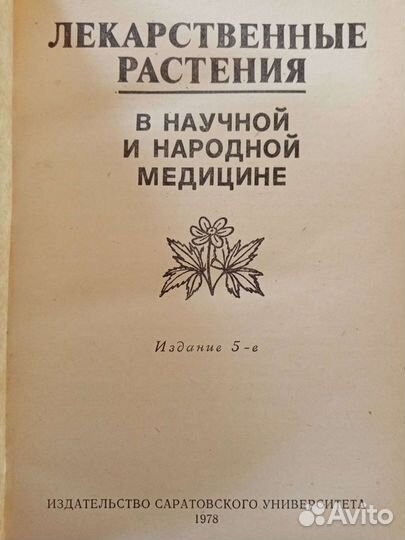 ЛЕКАРСТВЕННЫЕ
РАСТЕНИЯ
В НАУЧНОЙ
И НАРОДНОЙ
МЕДИЦИНЕ
Издание 5-е
ИЗДАТЕЛЬСТВО САРАТОВСКОГО УНИВЕРСИТЕТА
1978
Avito